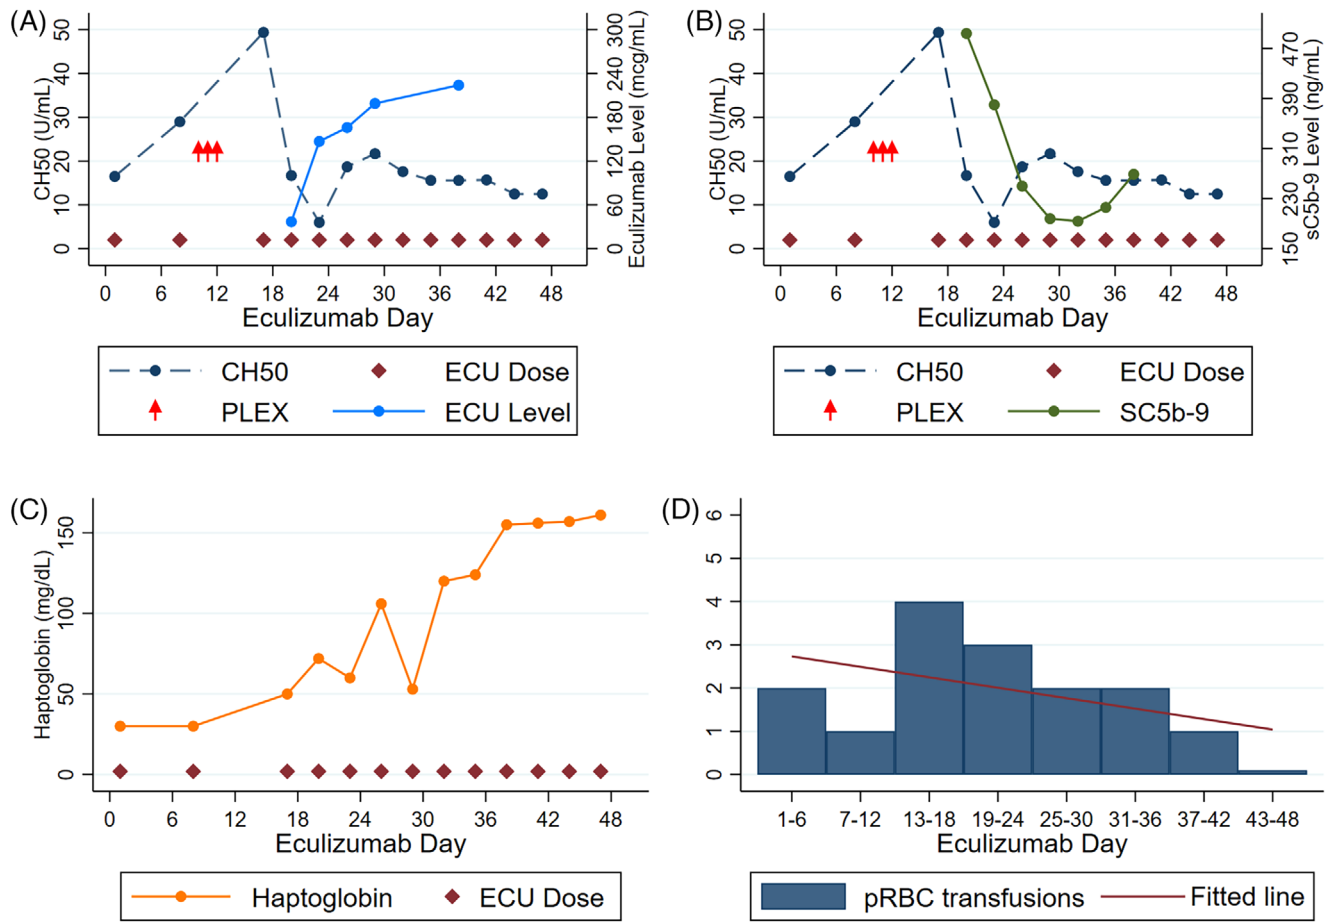 (A)
CH50 (U/mL)
50
40
30
20
10
0
Eculizumab Level (mcg/mL)
300
240
180
120
60
0
0 6 12 18 24 30 36 42 48
Eculizumab Day
CH50 ECU Dose
PLEX ECU Level
(B)
CH50 (U/mL)
50
40
30
20
10
0
sC5b-9 Level (ng/mL)
470
390
310
230
150
0 6 12 18 24 30 36 42 48
Eculizumab Day
CH50 ECU Dose
PLEX SC5b-9
(C)
Haptoglobin (mg/dL)
150
100
50
0
0 6 12 18 24 30 36 42 48
Eculizumab Day
Haptoglobin ECU Dose
(D)
6
5
4
3
2
1
0
1-6 7-12 13-18 19-24 25-30 31-36 37-42 43-48
Eculizumab Day
pRBC transfusions Fitted line